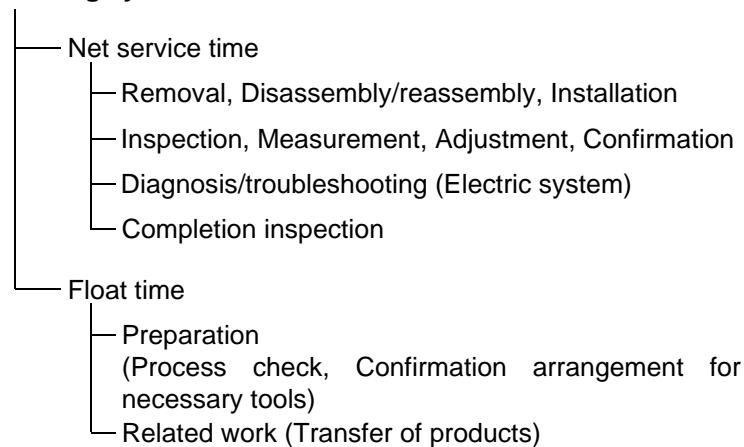 Net service time
Removal, Disassembly/reassembly, Installation
Inspection, Measurement, Adjustment, Confirmation
Diagnosis/troubleshooting (Electric system)
Completion inspection
Float time
Preparation
(Process check, Confirmation arrangement for
necessary tools)
Related work (Transfer of products)